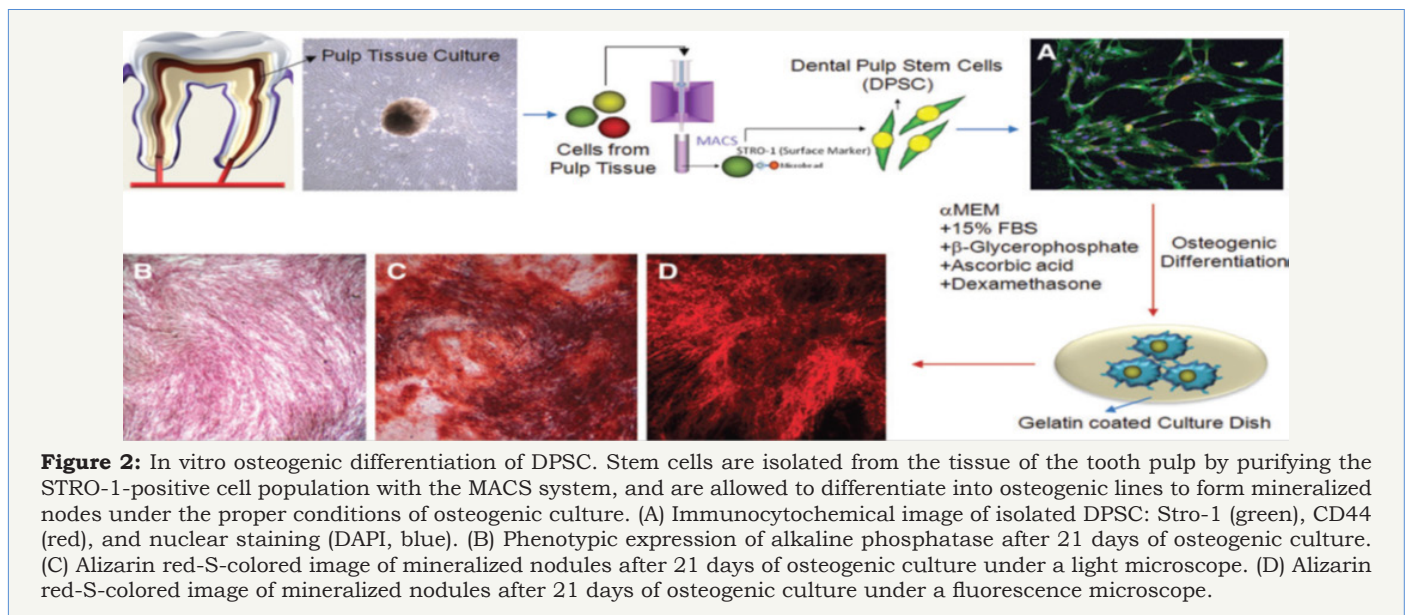 Pulp Tissue Culture
Cells from
Pulp Tissue
MACS
STRO-1 (Surface Marker)
Microbead
Dental Pulp Stem Cells
(DPSC)
A
αMEM
+15% FBS
+β-Glycerophosphate
+Ascorbic acid
+Dexamethasone
Osteogenic
Differentiation
B
C
D
Gelatin coated Culture Dish
Figure 2: In vitro osteogenic differentiation of DPSC. Stem cells are isolated from the tissue of the tooth pulp by purifying the
STRO-1-positive cell population with the MACS system, and are allowed to differentiate into osteogenic lines to form mineralized
nodes under the proper conditions of osteogenic culture. (A) Immunocytochemical image of isolated DPSC: Stro-1 (green), CD44
(red), and nuclear staining (DAPI, blue). (B) Phenotypic expression of alkaline phosphatase after 21 days of osteogenic culture.
(C) Alizarin red-S-colored image of mineralized nodules after 21 days of osteogenic culture under a light microscope. (D) Alizarin
red-S-colored image of mineralized nodules after 21 days of osteogenic culture under a fluorescence microscope.